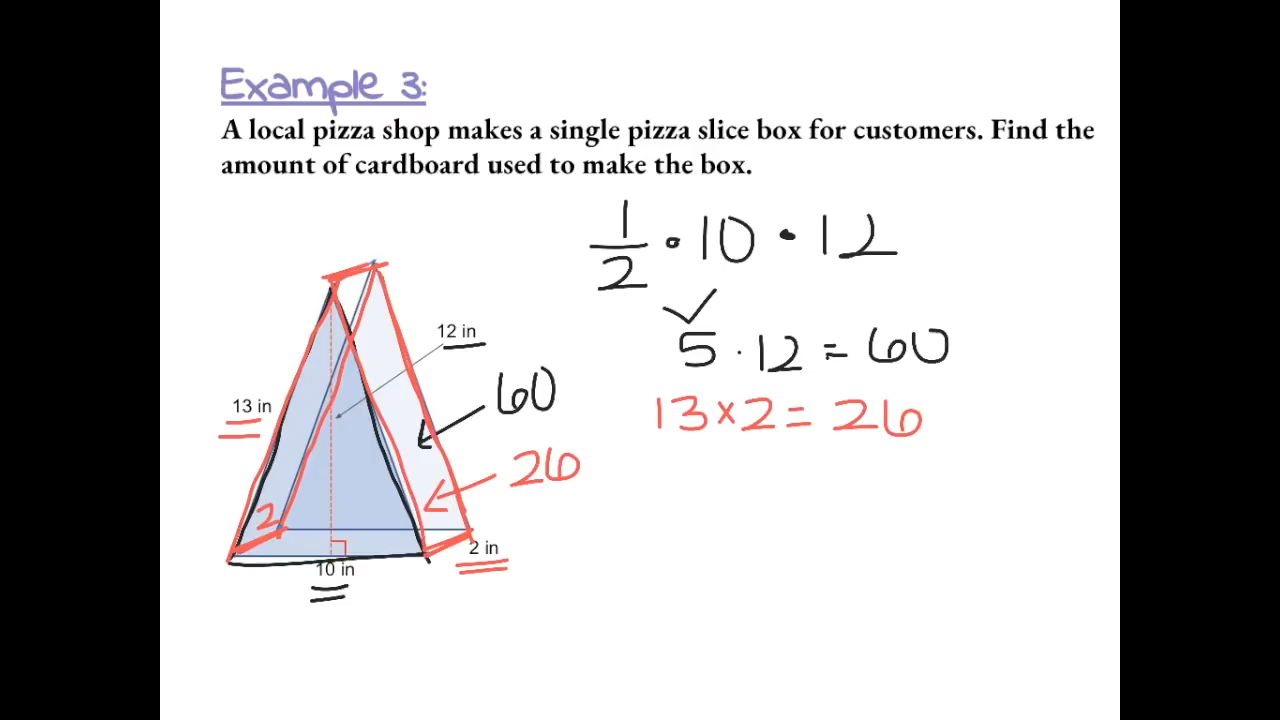 Example 3:
A local pizza shop makes a single pizza slice box for customers. Find the
amount of cardboard used to make the box.
1/2 • 10 • 12
5 · 12 = 60
13 × 2 = 26
12 in
60
13 in
26
2
2 in
10 in